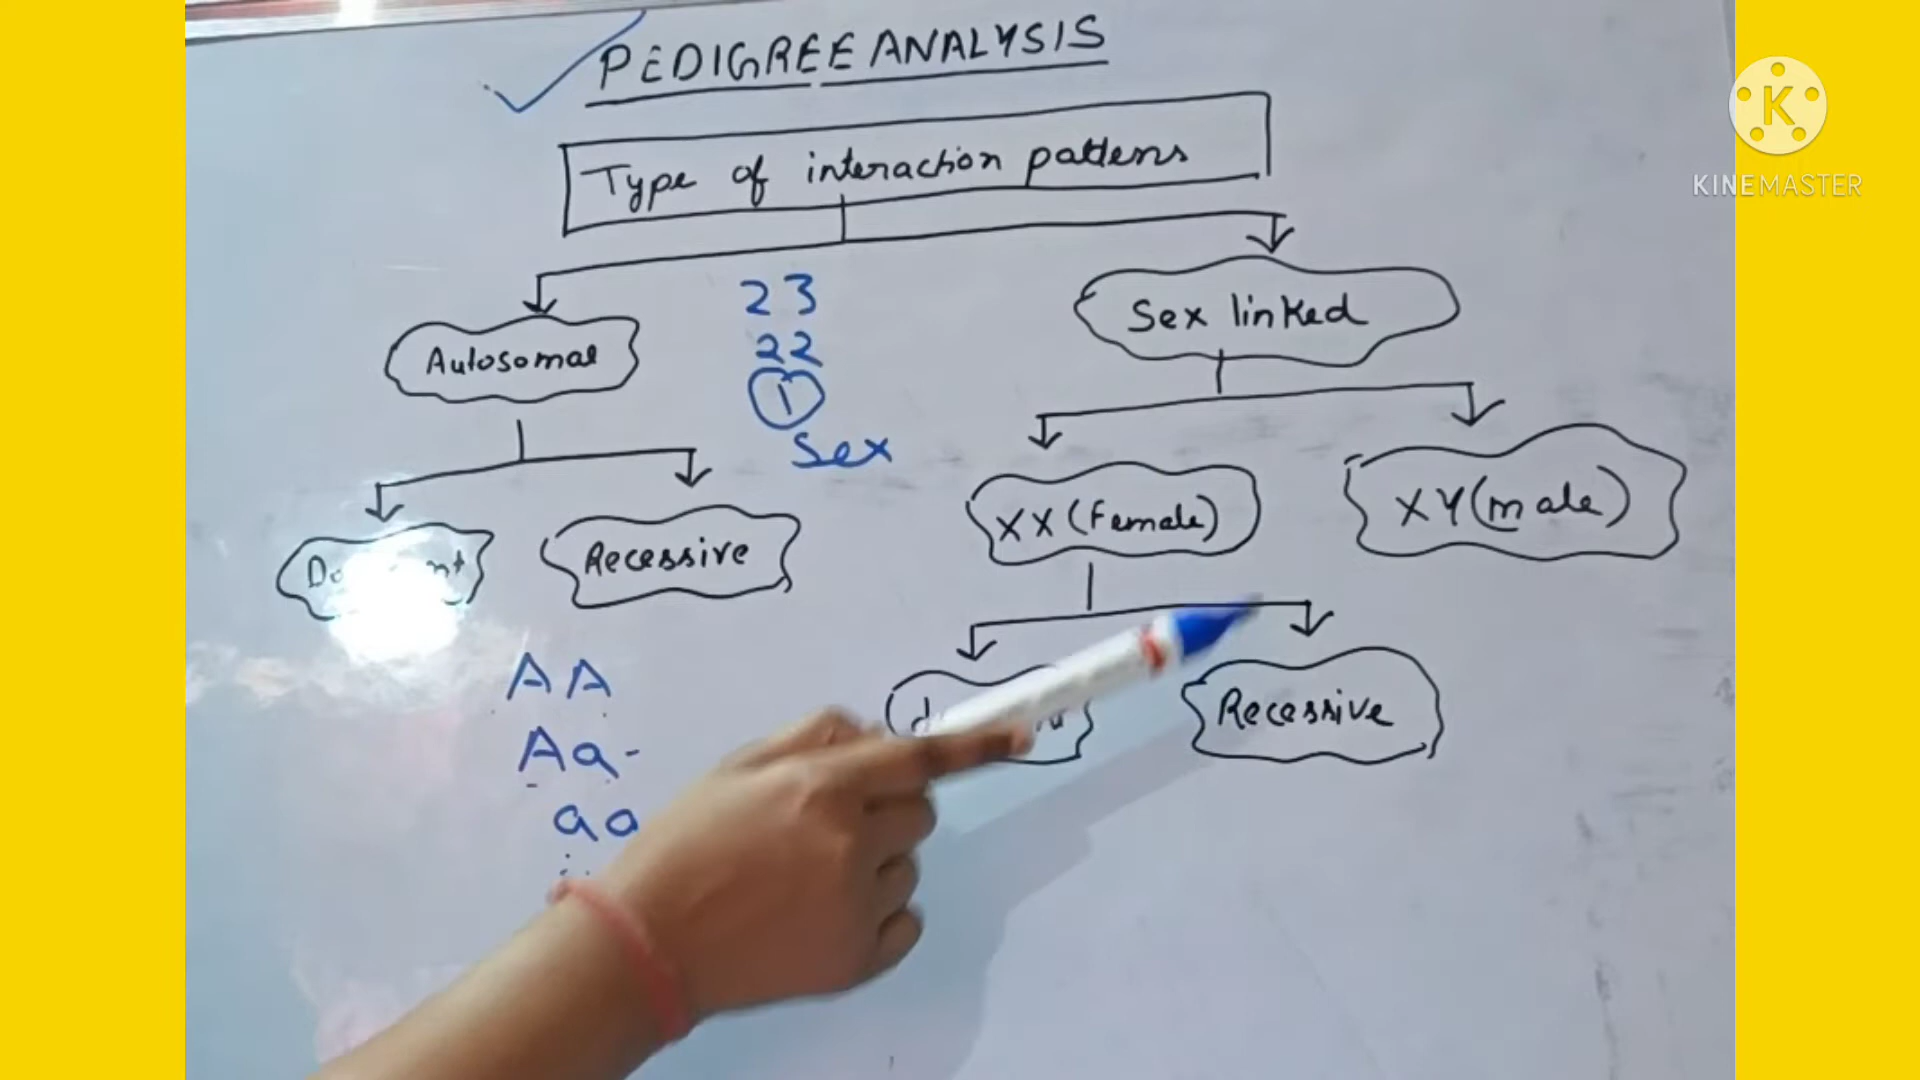 PEDIGREE ANALYSIS
Type of interaction patterns
Autosomal
23
22
1
Sex
Sex linked
Recessive
XX (Female)
XY (male)
Recessive
AA
Aa
aa
KINEMASTER